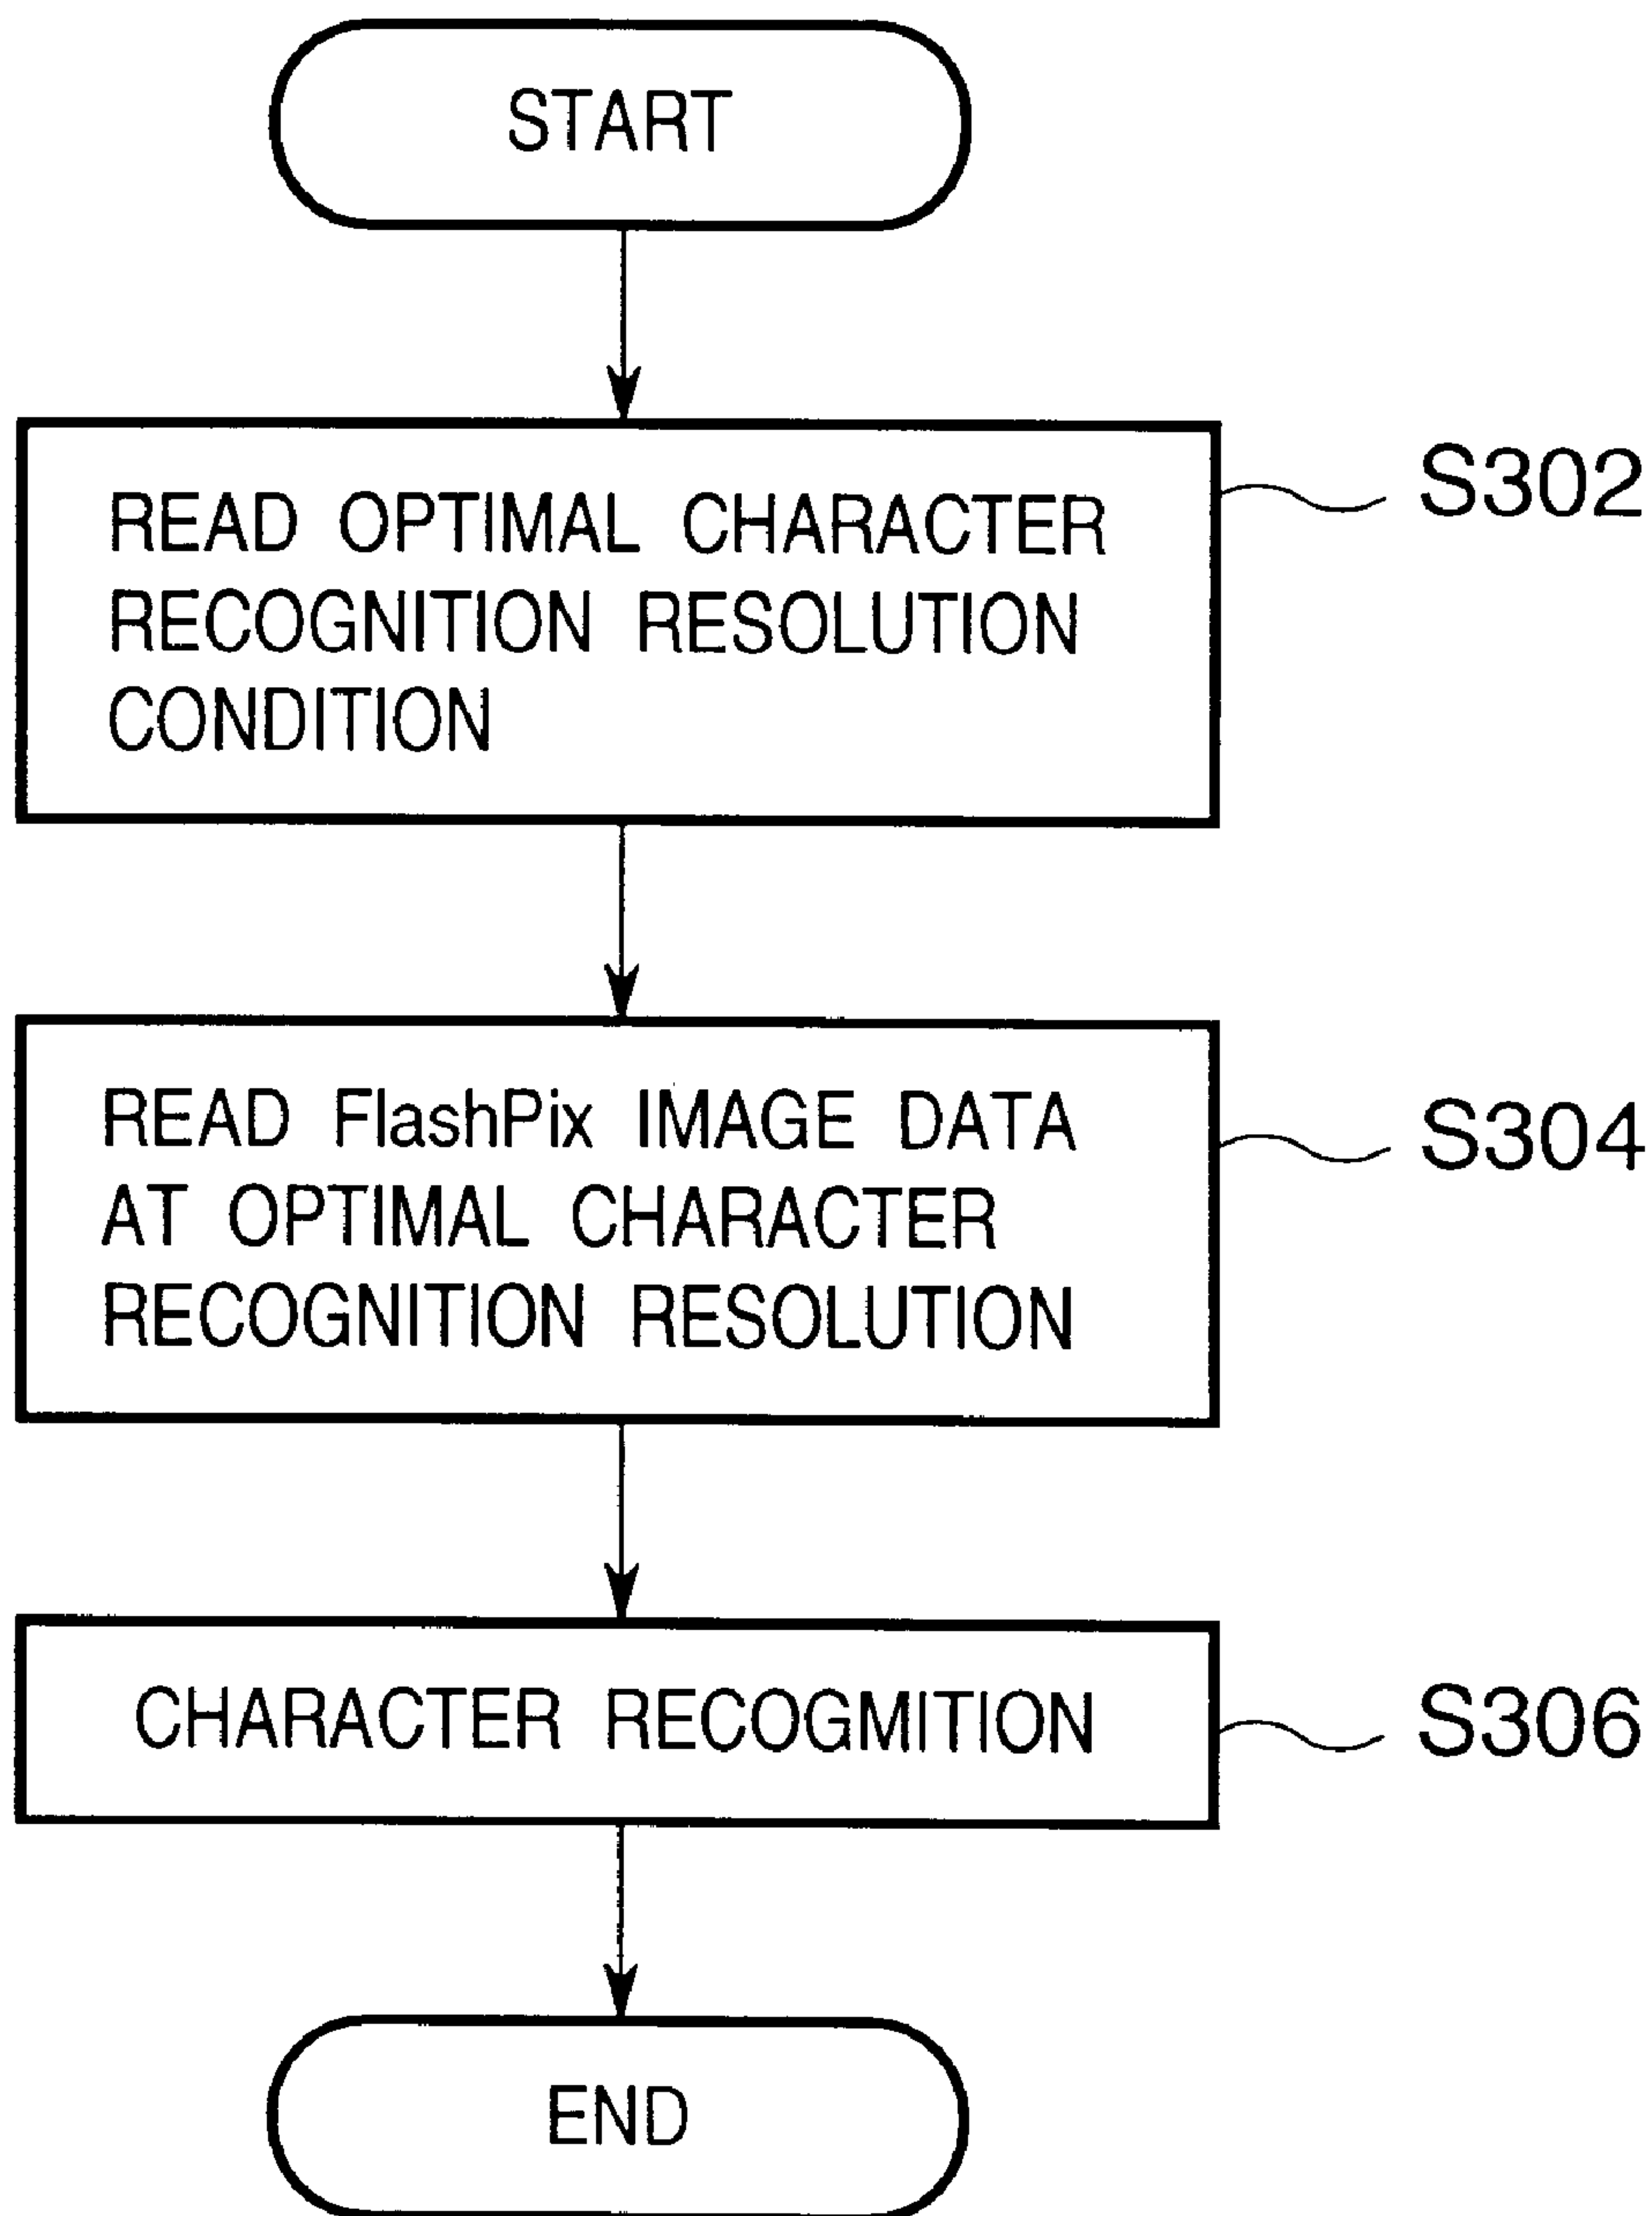 START
READ OPTIMAL CHARACTER
RECOGNITION RESOLUTION
CONDITION
S302
READ FlashPix IMAGE DATA
AT OPTIMAL CHARACTER
RECOGNITION RESOLUTION
S304
CHARACTER RECOGMITION
S306
END